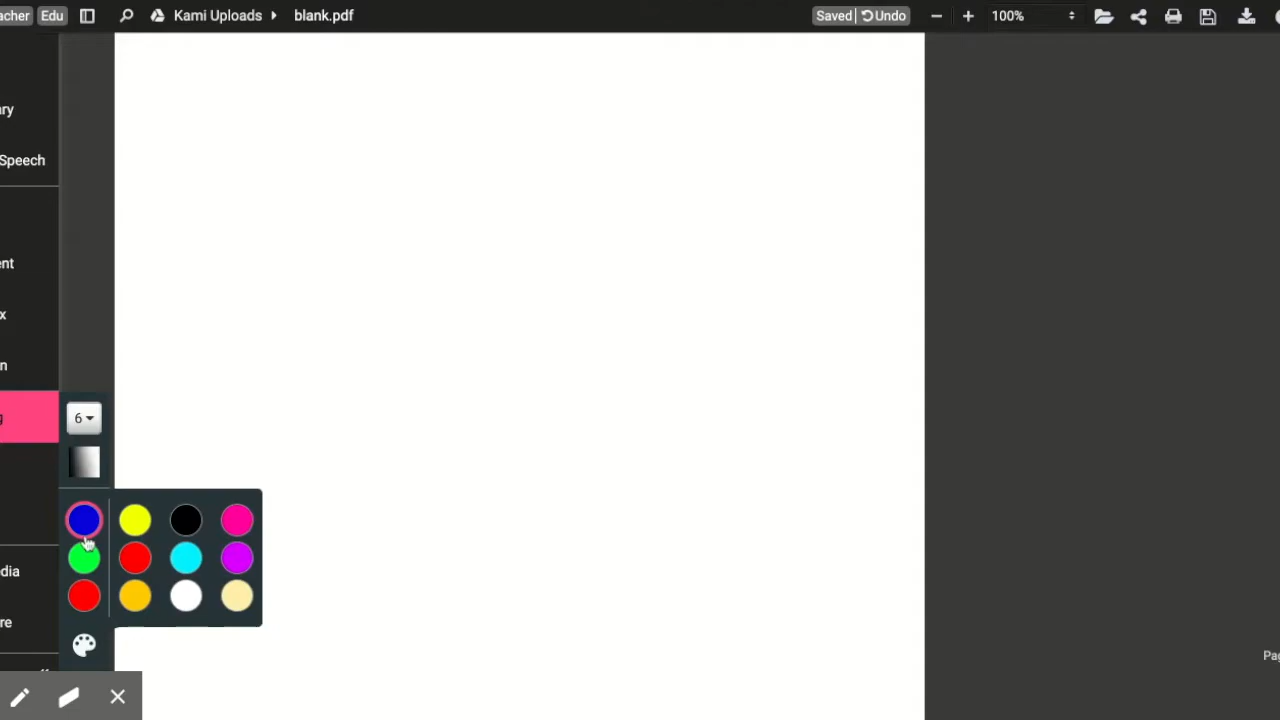 acher Edu Kami Uploads blank.pdf Saved Undo 100%
ary
Speech
ent
x
n
g
6
dia
re
Pag